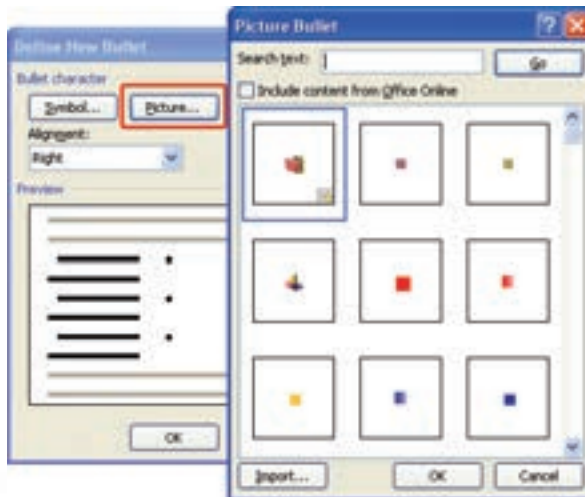 Define New Bullet
Bullet character
Symbol...
Picture...
Alignment:
Right
Preview
OK
Picture Bullet
Search text:
Go
Include content from Office Online
Import...
OK
Cancel